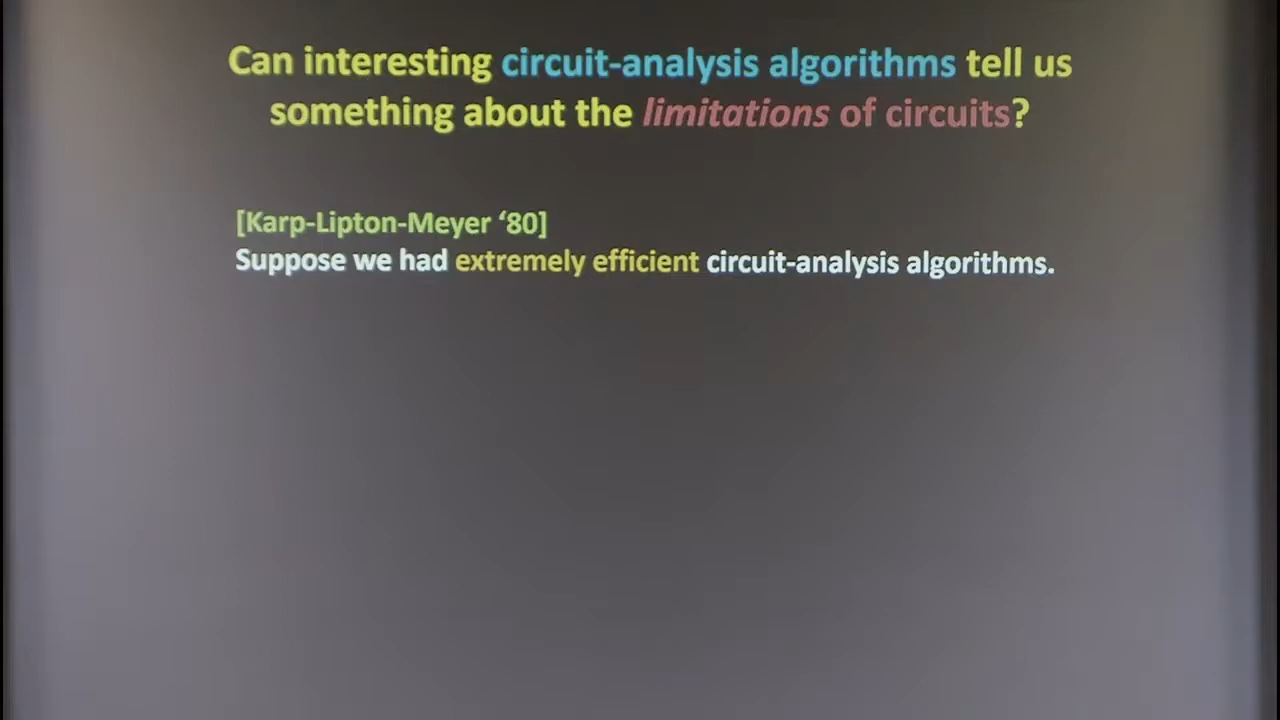 Can interesting circuit-analysis algorithms tell us
something about the limitations of circuits?
[Karp-Lipton-Meyer ‘80]
Suppose we had extremely efficient circuit-analysis algorithms.